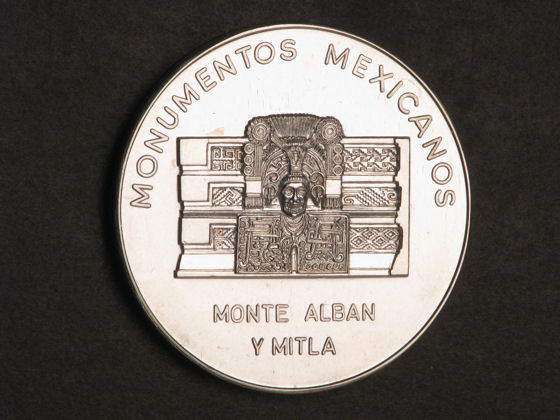 MONUMENTOS MEXICANOS
MONTE ALBAN
Y MITLA